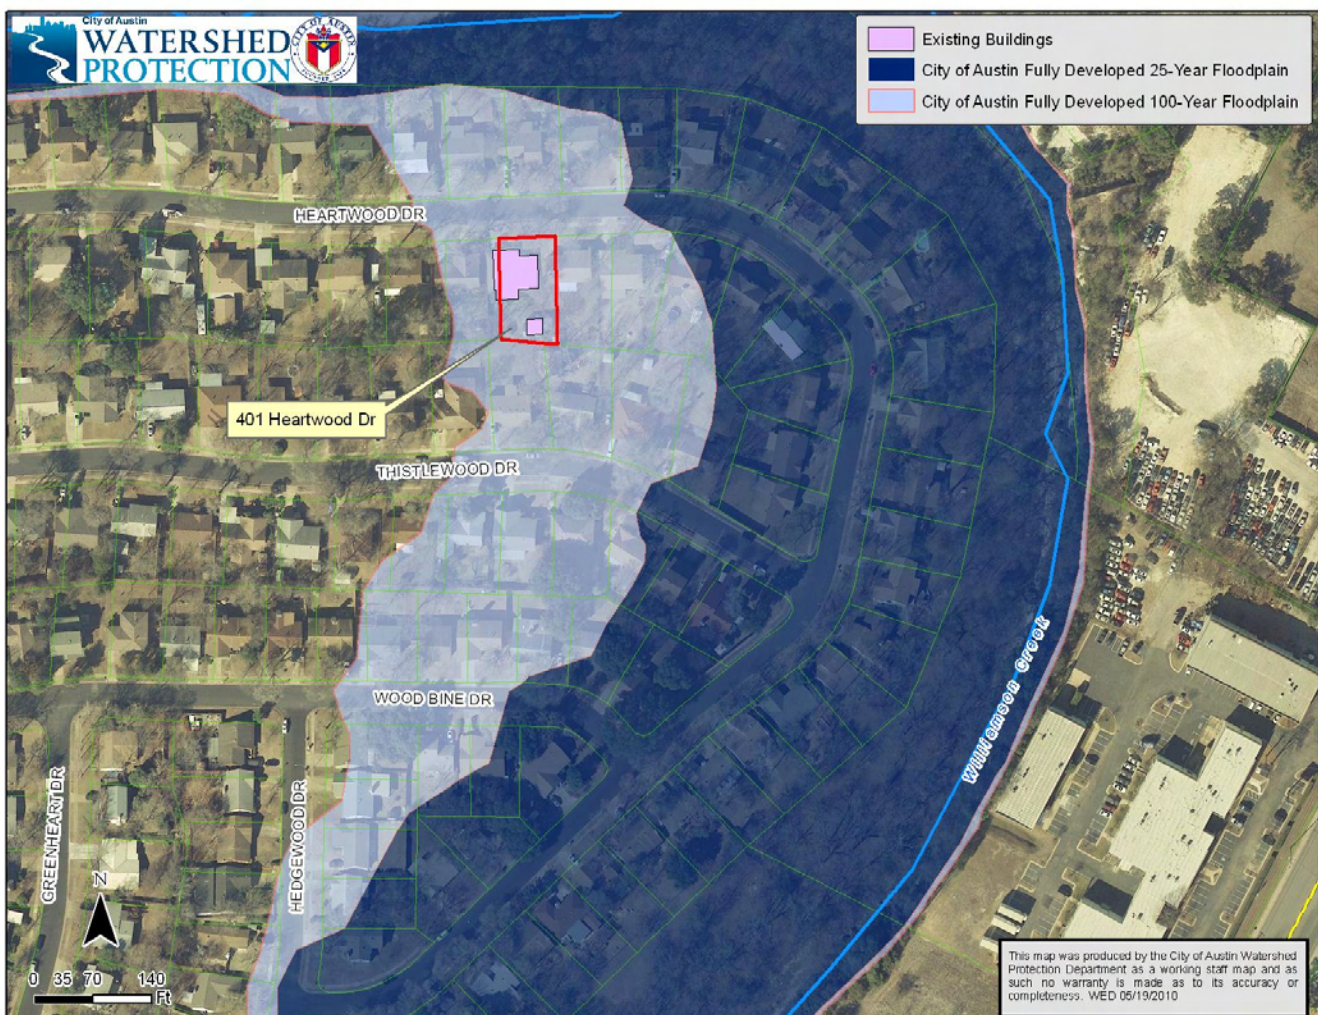 City of Austin
WATERSHED
PROTECTION
CITY OF AUSTIN
Existing Buildings
City of Austin Fully Developed 25-Year Floodplain
City of Austin Fully Developed 100-Year Floodplain
HEARTWOOD DR
401 Heartwood Dr
THISTLEWOOD DR
WOOD BINE DR
GREENHEART DR
HEDGEWOOD DR
Williamson Creek
N
0 35 70 140
Ft
This map was produced by the City of Austin Watershed
Protection Department as a working staff map and as
such no warranty is made as to its accuracy or
completeness. WED 05/19/2010